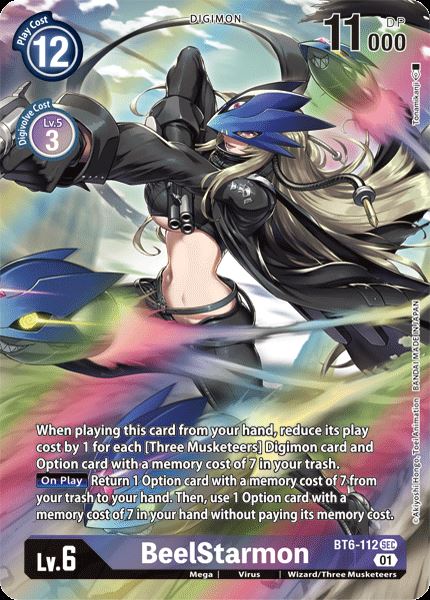 Play Cost
12
DIGIMON
11000
DP
Digivolve Cost
Lv.5
3
Tonamikanji
©Akiyoshi Hongo, Toei Animation BANDAI MADE IN JAPAN
When playing this card from your hand, reduce its play
cost by 1 for each [Three Musketeers] Digimon card and
Option card with a memory cost of 7 in your trash.
On Play Return 1 Option card with a memory cost of 7 from
your trash to your hand. Then, use 1 Option card with a
memory cost of 7 in your hand without paying its memory cost.
Lv.6
BeelStarmon
BT6-112 SEC
01
Mega | Virus | Wizard/Three Musketeers